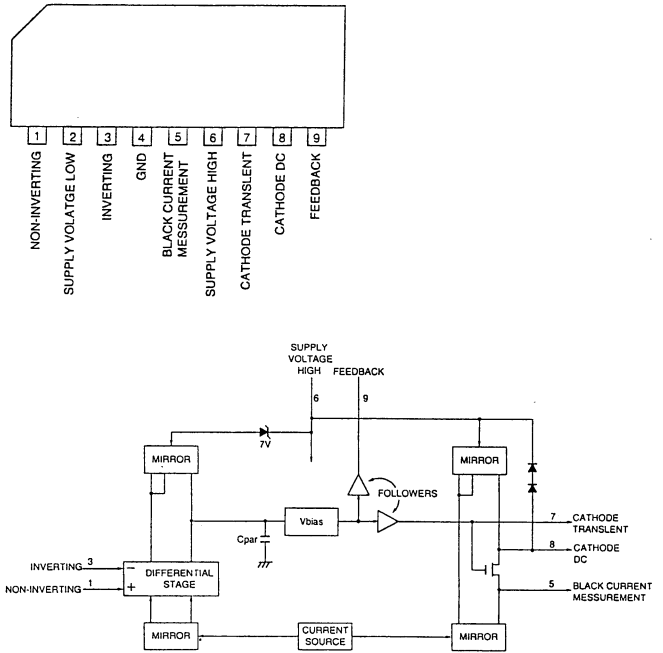 1 2 3 4 5 6 7 8 9
NON-INVERTING
SUPPLY VOLATGE LOW
INVERTING
GND
BLACK CURRENT
MESSUREMENT
SUPPLY VOLTAGE HIGH
CATHODE TRANSLENT
CATHODE DC
FEEDBACK
SUPPLY
VOLTAGE
HIGH
FEEDBACK
6
9
7V
MIRROR
MIRROR
FOLLOWERS
Vbias
Cpar
7 CATHODE
TRANSLENT
8 CATHODE
DC
INVERTING 3
NON-INVERTING 1
−
+
DIFFERENTIAL
STAGE
5 BLACK CURRENT
MESSUREMENT
MIRROR
CURRENT
SOURCE
MIRROR